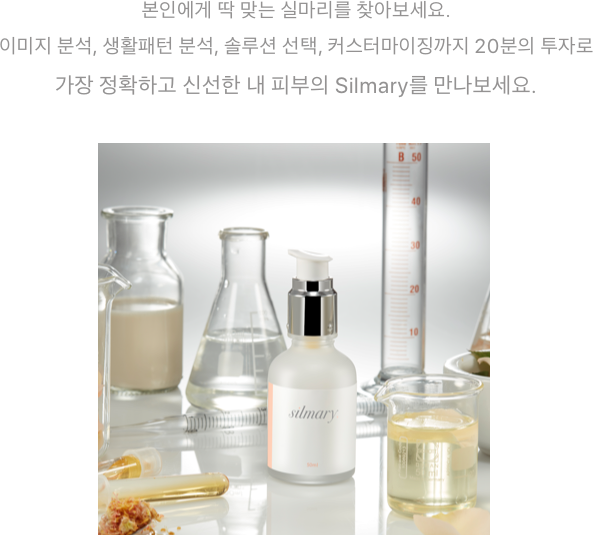 본인에게 딱 맞는 실마리를 찾아보세요.
이미지 분석, 생활패턴 분석, 솔루션 선택, 커스터마이징까지 20분의 투자로
가장 정확하고 신선한 내 피부의 Silmary를 만나보세요.
B 50
40
30
20
10
silmary